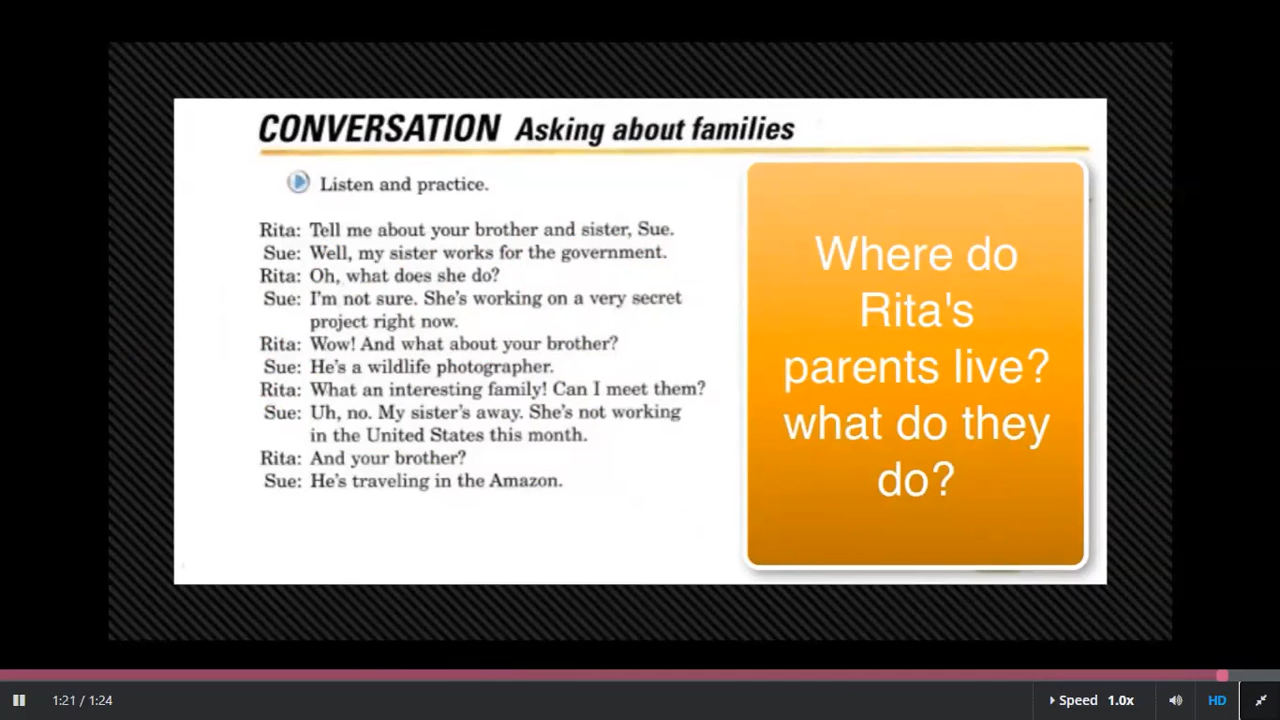 CONVERSATION Asking about families
Listen and practice.
Rita: Tell me about your brother and sister, Sue.
Sue: Well, my sister works for the government.
Rita: Oh, what does she do?
Sue: I'm not sure. She's working on a very secret
project right now.
Rita: Wow! And what about your brother?
Sue: He's a wildlife photographer.
Rita: What an interesting family! Can I meet them?
Sue: Uh, no. My sister's away. She's not working
in the United States this month.
Rita: And your brother?
Sue: He's traveling in the Amazon.
Where do
Rita's
parents live?
what do they
do?
1:21 / 1:24
Speed 1.0x
HD